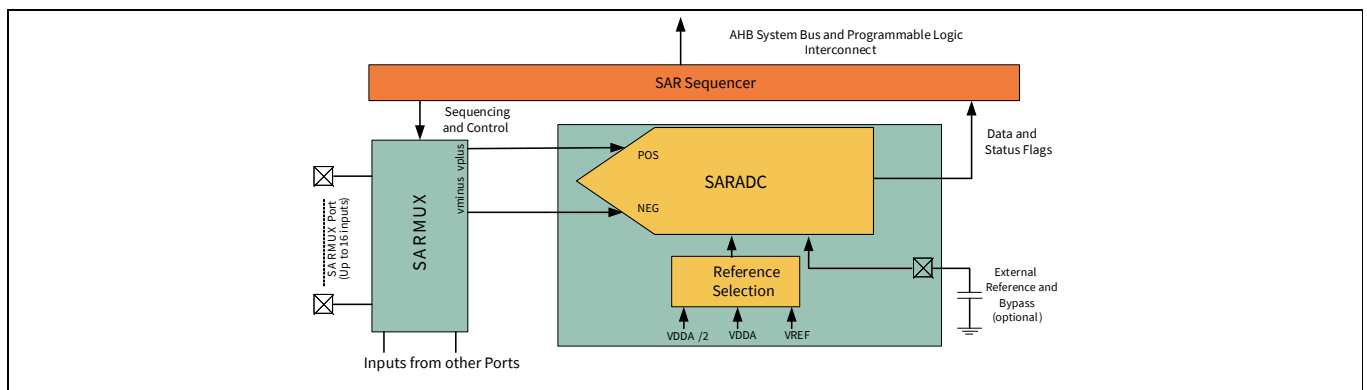 AHB System Bus and Programmable Logic
Interconnect
SAR Sequencer
Sequencing
and Control
Data and
Status Flags
vplus
vminus
POS
NEG
SARADC
SARMUX
SARMUX Port
(Up to 16 inputs)
Reference
Selection
External
Reference and
Bypass
(optional)
VDDA /2
VDDA
VREF
Inputs from other Ports